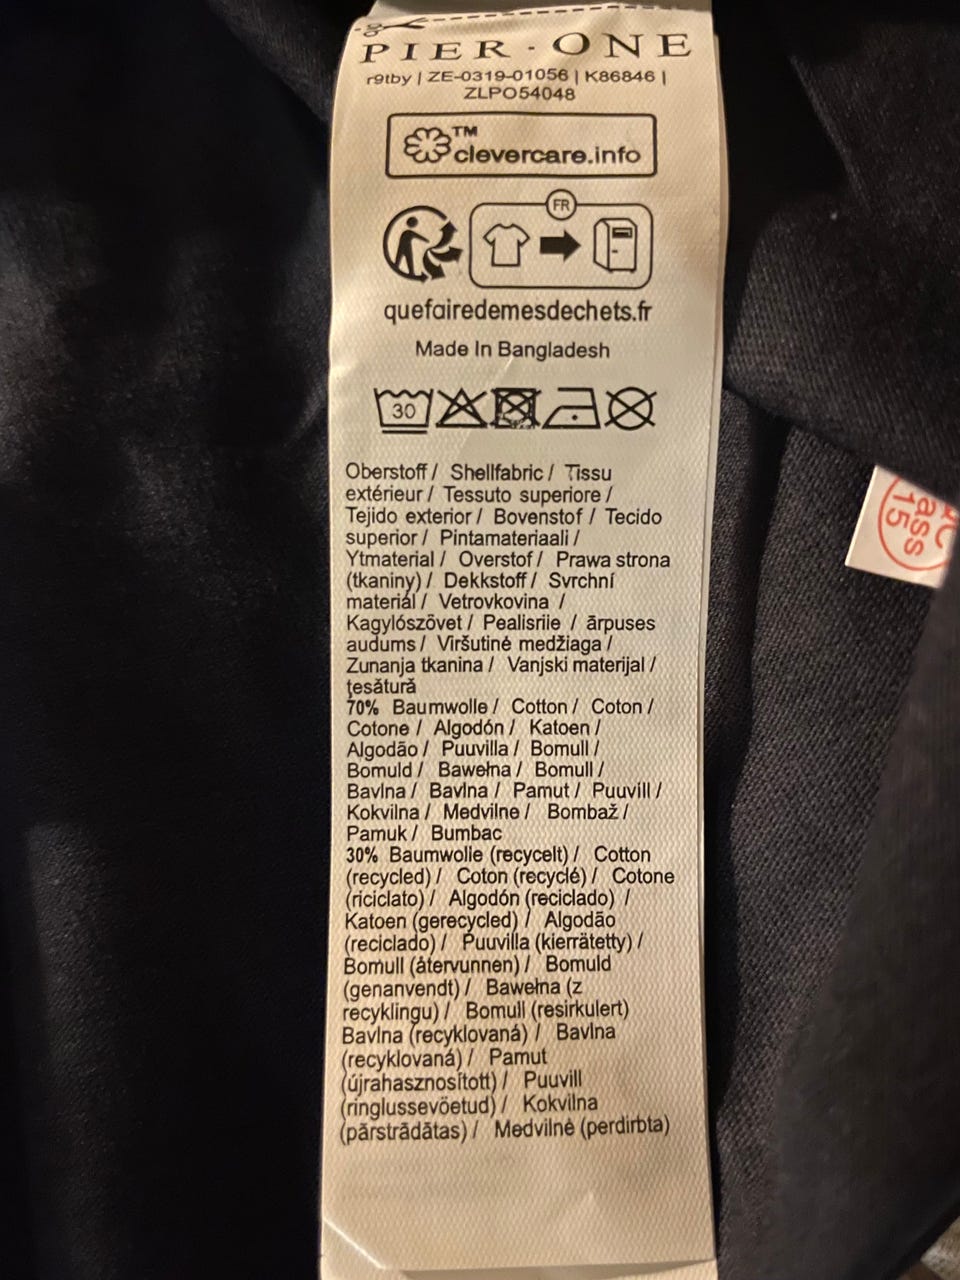 PIER · ONE
r9tby | ZE-0319-01056 | K86846 |
ZLPO54048
TM
clevercare.info
FR
quefairedemesdechets.fr
Made In Bangladesh
30
Oberstoff / Shellfabric / Tissu
extérieur / Tessuto superiore /
Tejido exterior / Bovenstof / Tecido
superior / Pintamateriaali /
Ytmaterial / Overstof / Prawa strona
(tkaniny) / Dekkstoff / Svrchní
materiál / Vetrovkovina /
Kagylószövet / Pealisriie / ārpuses
audums / Viršutinė medžiaga /
Zunanja tkanina / Vanjski materijal /
ţesătură
70% Baumwolle / Cotton / Coton /
Cotone / Algodón / Katoen /
Algodão / Puuvilla / Bomull /
Bomuld / Bawełna / Bomull /
Bavlna / Bavlna / Pamut / Puuvill /
Kokvilna / Medvilne / Bombaž /
Pamuk / Bumbac
30% Baumwolle (recycelt) / Cotton
(recycled) / Coton (recyclé) / Cotone
(riciclato) / Algodón (reciclado) /
Katoen (gerecycled) / Algodão
(reciclado) / Puuvilla (kierrätetty) /
Bomull (återvunnen) / Bomuld
(genanvendt) / Bawełna (z
recyklingu) / Bomull (resirkulert)
Bavlna (recyklovaná) / Bavlna
(recyklovaná) / Pamut
(újrahasznosított) / Puuvill
(ringlussevõetud) / Kokvilna
(pārstrādātas) / Medvilnė (perdirbta)
ass
15